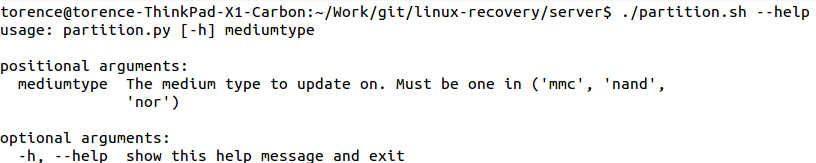 torence@torence-ThinkPad-X1-Carbon:~/Work/git/linux-recovery/server$ ./partition.sh --help
usage: partition.py [-h] mediumtype
positional arguments:
mediumtype  The medium type to update on. Must be one in ('mmc', 'nand',
'nor')
optional arguments:
-h, --help  show this help message and exit